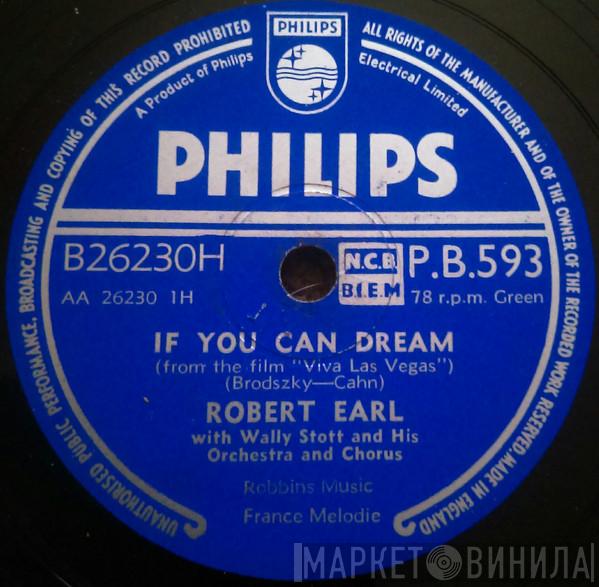 UNAUTHORISED PUBLIC PERFORMANCE, BROADCASTING AND COPYING OF THIS RECORD PROHIBITED
ALL RIGHTS OF THE MANUFACTURER AND OF THE OWNER OF THE RECORDED WORK RESERVED. MADE IN ENGLAND
A Product of Philips
PHILIPS
Electrical Limited
PHILIPS
B26230H
AA 26230 1H
N.C.B
B.I.E.M
P.B.593
78 r.p.m. Green
IF YOU CAN DREAM
(from the film "Viva Las Vegas")
(Brodszky—Cahn)
ROBERT EARL
with Wally Stott and His
Orchestra and Chorus
Robbins Music
France Melodie
МАРКЕТ ВИНИЛА